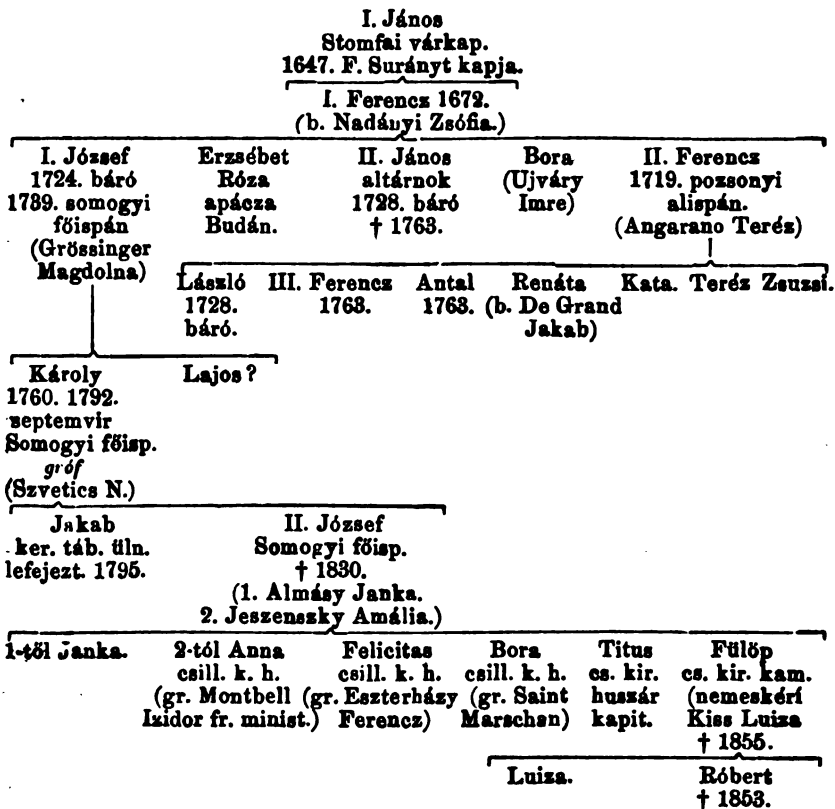 I. János
Stomfai várkap.
1647. F. Surányt kapja.
I. Ferencz 1672.
(b. Nadányi Zsófia.)
I. József
1724. báró
1739. somogyi
főispán
(Grössinger
Magdolna)
Erzsébet
Róza
apácza
Budán.
II. János
altárnok
1728. báró
† 1763.
Bora
(Ujváry
Imre)
II. Ferencz
1719. pozsonyi
alispán.
(Angarano Teréz)
László
1728.
báró.
III. Ferencz
1763.
Antal
1763.
Renáta
(b. De Grand
Jakab)
Kata.
Teréz
Zsuzsi.
Károly
1760. 1792.
septemvir
Somogyi főisp.
gróf
(Szvetics N.)
Lajos?
Jakab
ker. táb. üln.
lefejezt. 1795.
II. József
Somogyi főisp.
† 1830.
(1. Almásy Janka.
2. Jeszenszky Amália.)
1-től Janka.
2-tól Anna
csill. k. h.
(gr. Montbell
Izidor fr. minist.)
Felicitas
csill. k. h.
(gr. Eszterházy
Ferencz)
Bora
csill. k. h.
(gr. Saint
Marschan)
Titus
cs. kir.
huszár
kapit.
Fülöp
cs. kir. kam.
(nemeskéri
Kiss Luiza
† 1855.
Luiza.
Róbert
† 1853.